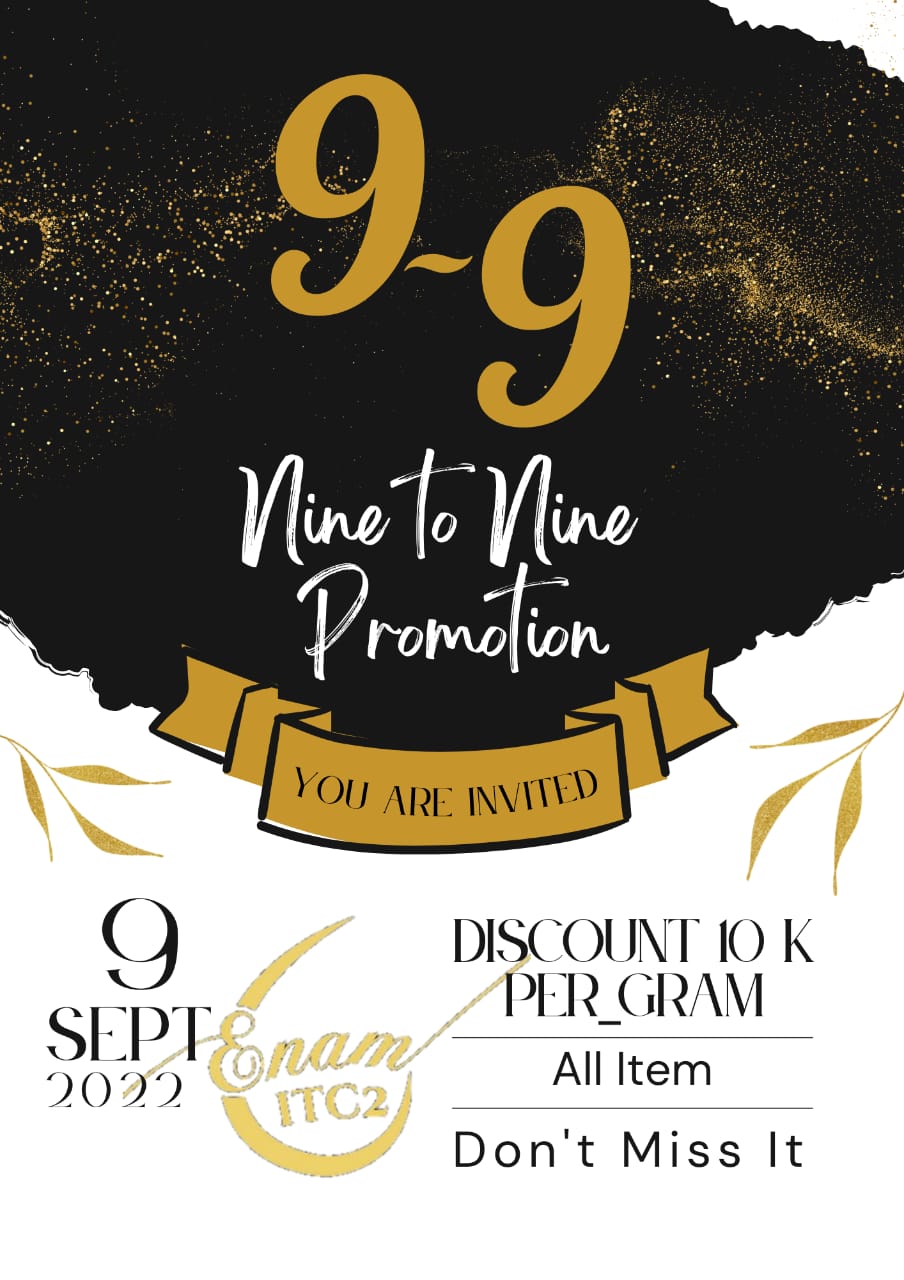 9~9
Nine to Nine
Promotion
YOU ARE INVITED
9
SEPT
2022
Enam
ITC2
DISCOUNT 10 K
PER_GRAM
All Item
Don't Miss It